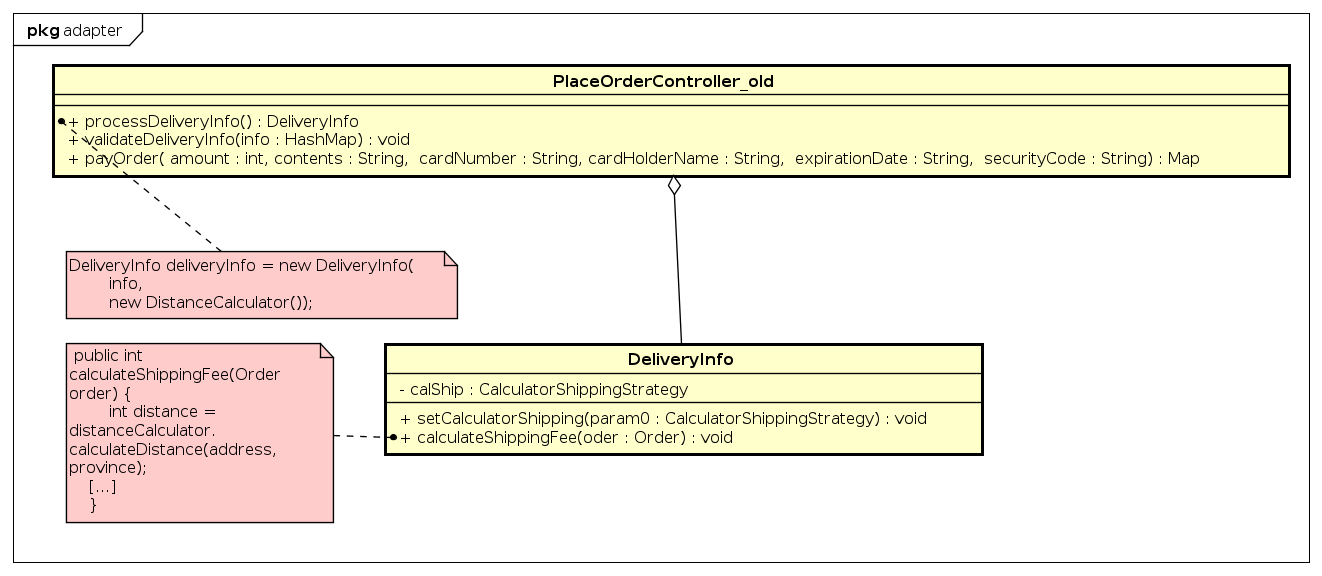 pkg adapter
PlaceOrderController_old
+ processDeliveryInfo() : DeliveryInfo
+ validateDeliveryInfo(info : HashMap) : void
+ payOrder( amount : int, contents : String,  cardNumber : String, cardHolderName : String,  expirationDate : String,  securityCode : String) : Map
DeliveryInfo deliveryInfo = new DeliveryInfo(
info,
new DistanceCalculator());
public int
calculateShippingFee(Order
order) {
int distance =
distanceCalculator.
calculateDistance(address,
province);
[...]
}
DeliveryInfo
- calShip : CalculatorShippingStrategy
+ setCalculatorShipping(param0 : CalculatorShippingStrategy) : void
+ calculateShippingFee(oder : Order) : void